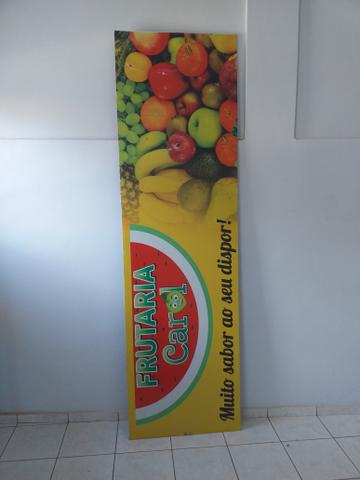 FRUTARIA
Carol
Muito sabor ao seu dispor!